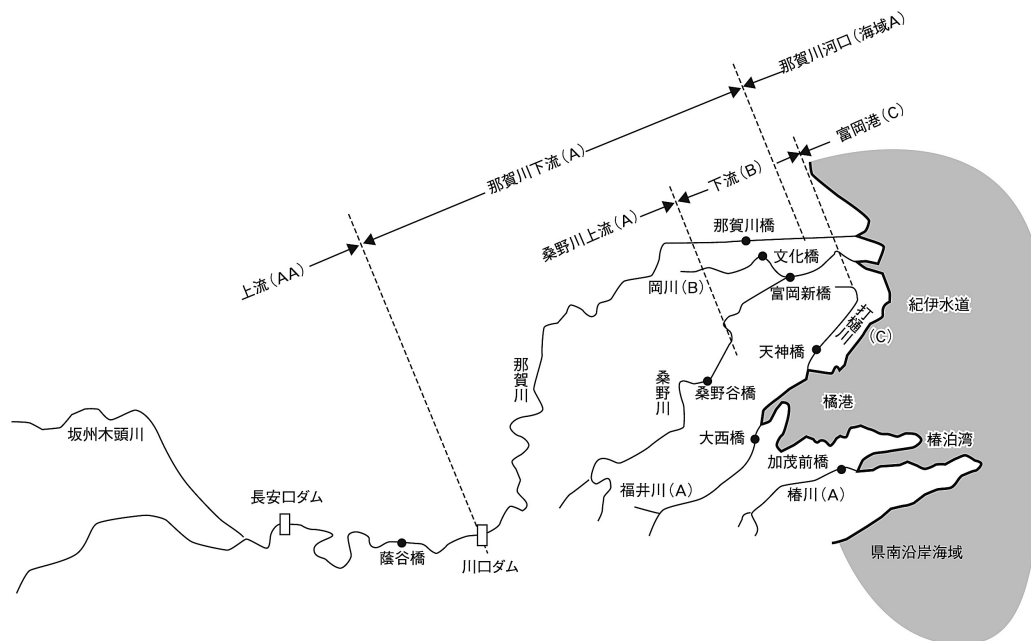 那賀川河口(海域A)
富岡港(C)
那賀川下流(A)
下流(B)
桑野川上流(A)
上流(AA)
那賀川橋
文化橋
岡川(B)
富岡新橋
紀伊水道
打樋川
(C)
天神橋
那賀川
桑野川
桑野谷橋
橘港
坂州木頭川
大西橋
椿泊湾
加茂前橋
福井川(A)
椿川(A)
長安口ダム
蔭谷橋
川口ダム
県南沿岸海域